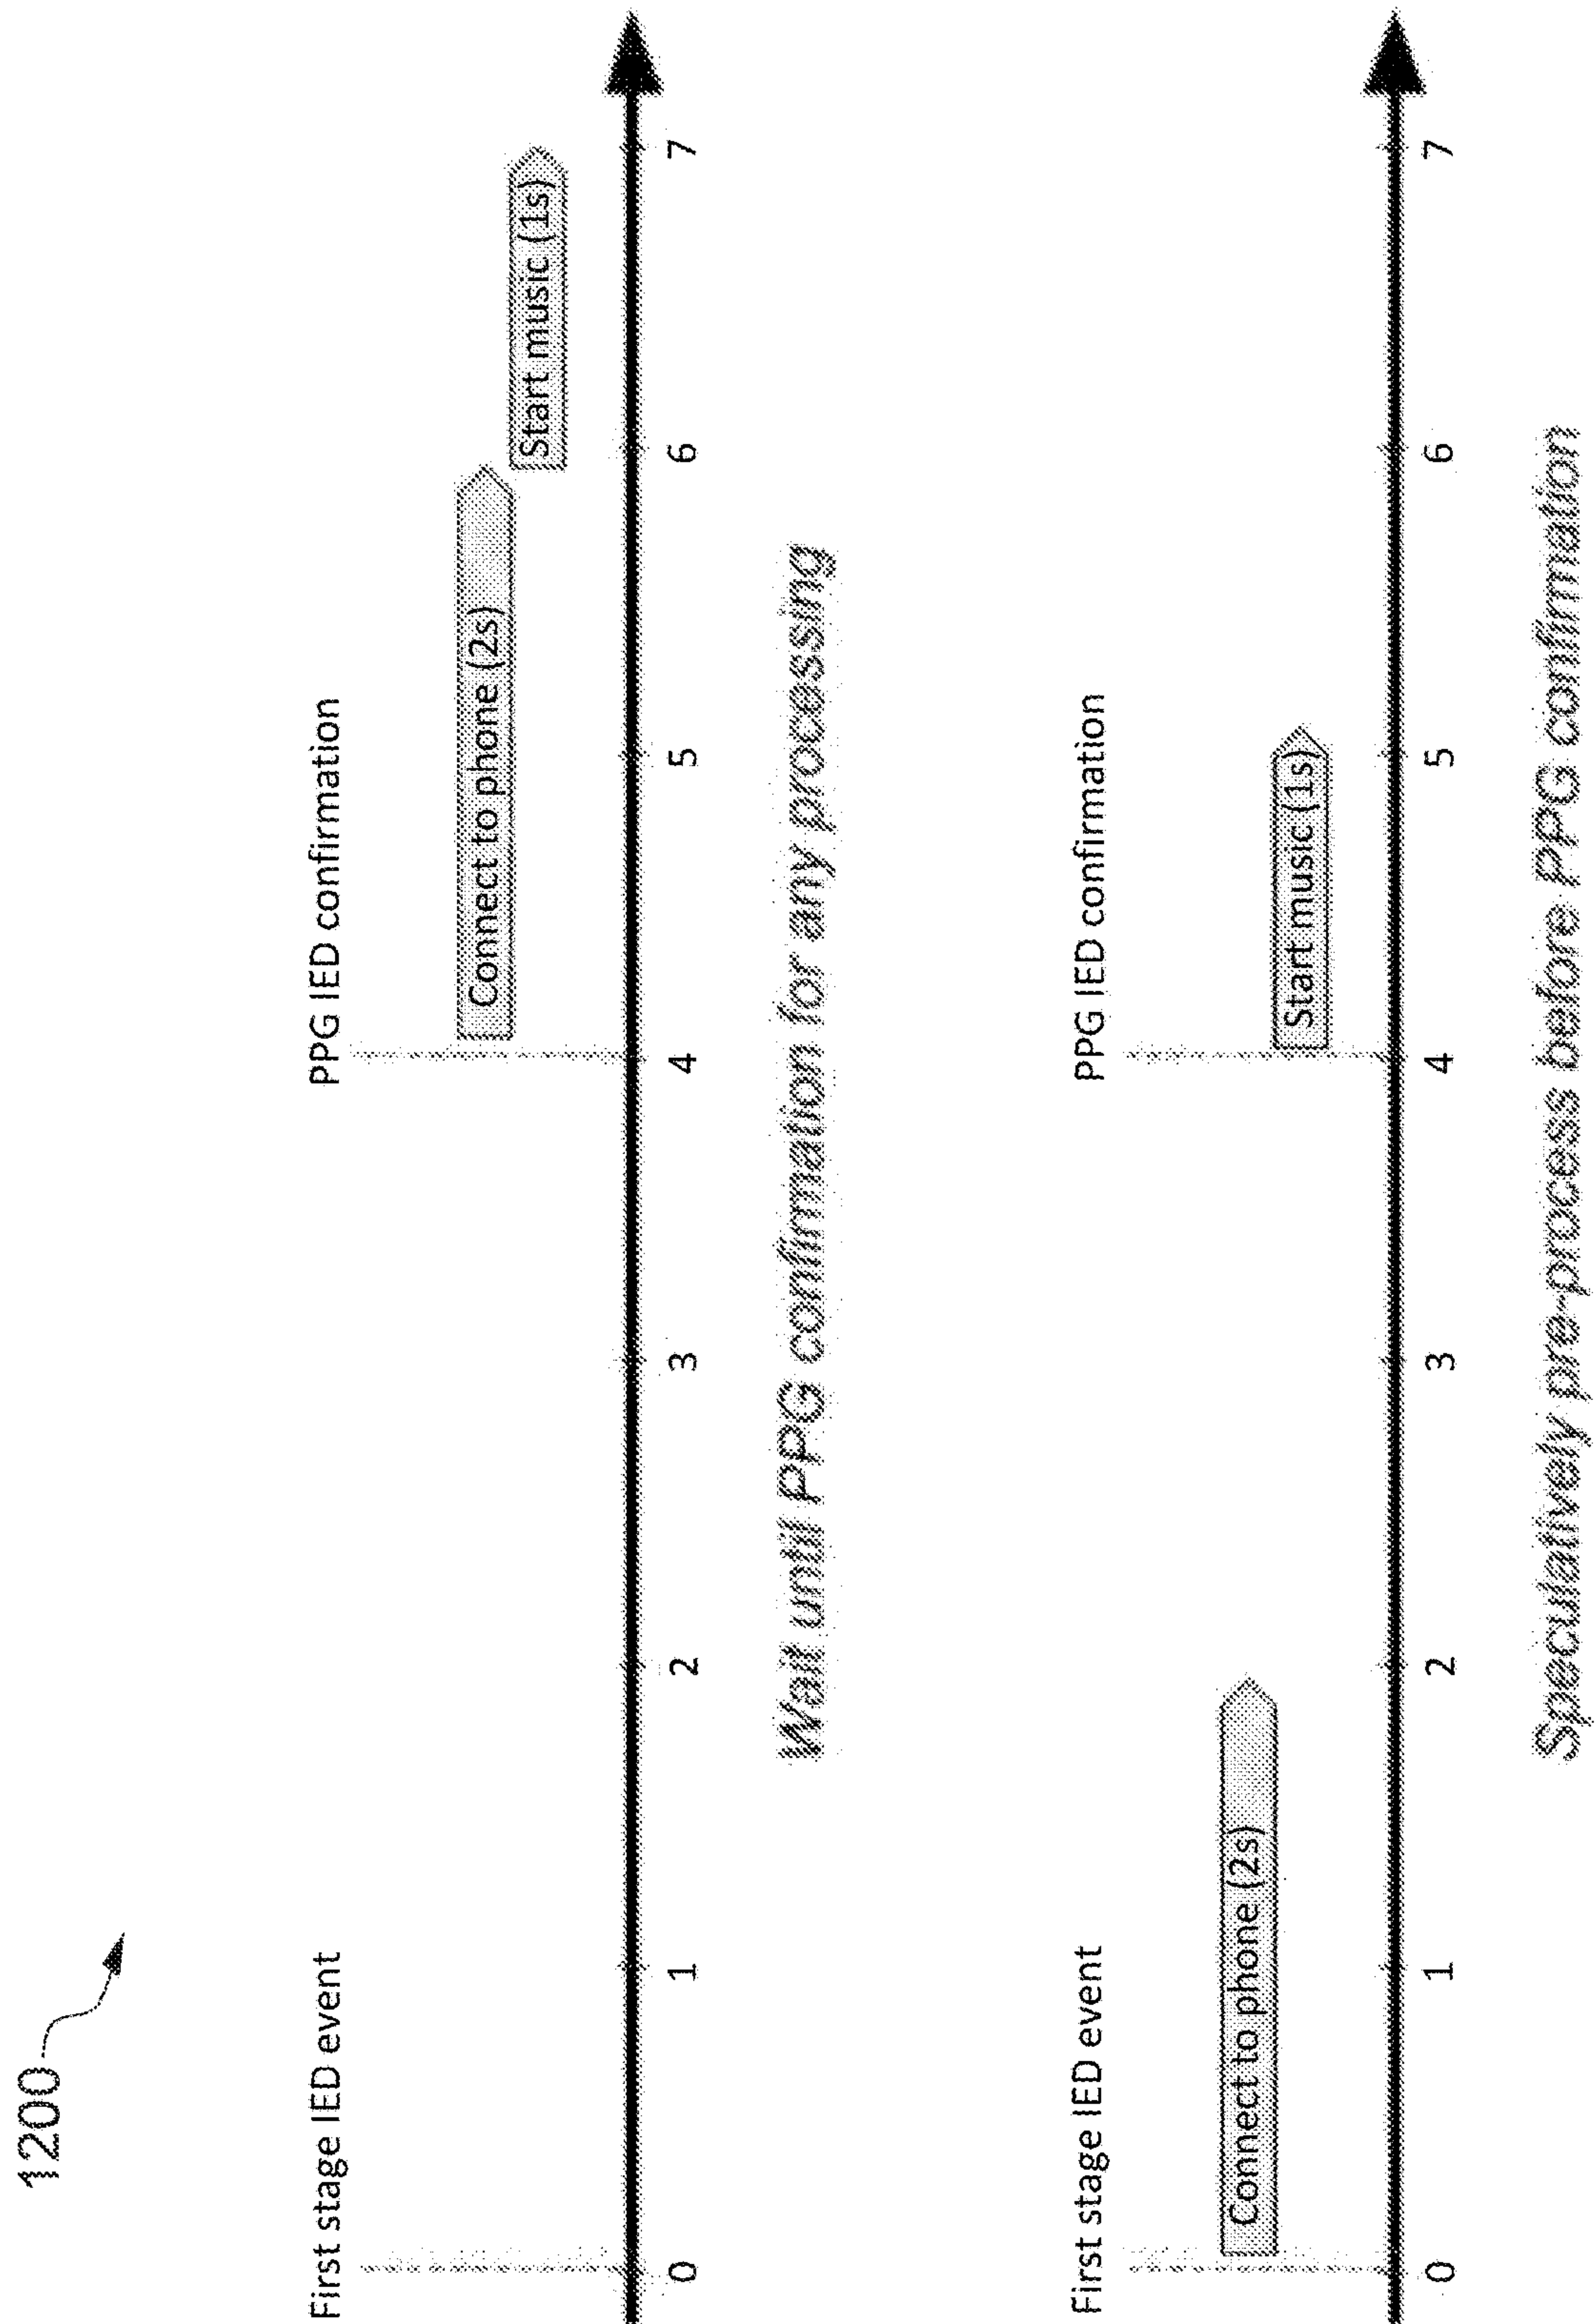 1200
First stage IED event
PPG IED confirmation
Connect to phone (2s)
Start music (1s)
0 1 2 3 4 5 6 7
Wait until PPG confirmation for any processing
First stage IED event
PPG IED confirmation
Connect to phone (2s)
Start music (1s)
0 1 2 3 4 5 6 7
Speculatively pre-process before PPG confirmation